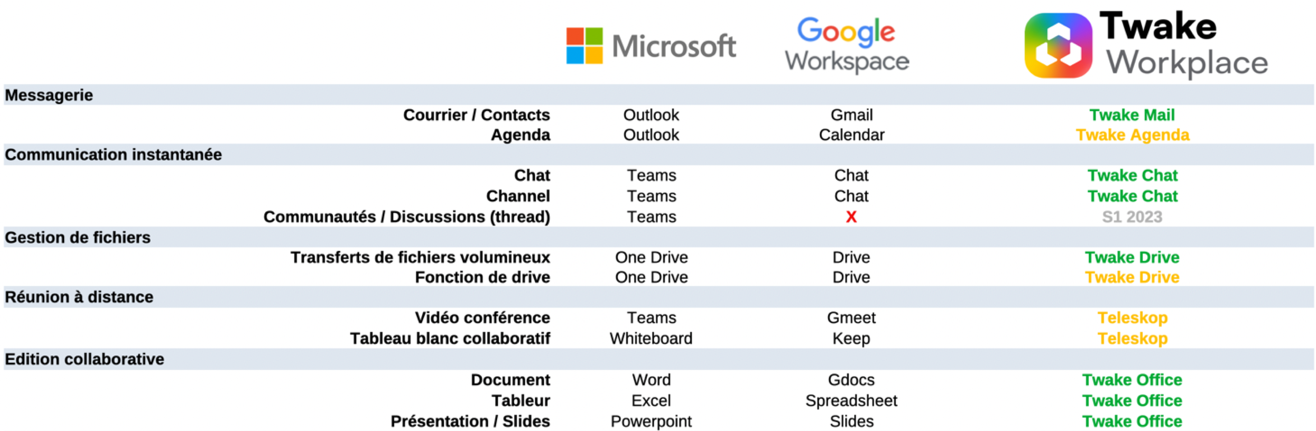 Microsoft Google Workspace Twake Workplace
Messagerie
Courrier / Contacts Outlook Gmail Twake Mail
Agenda Outlook Calendar Twake Agenda
Communication instantanée
Chat Teams Chat Twake Chat
Channel Teams Chat Twake Chat
Communautés / Discussions (thread) Teams X S1 2023
Gestion de fichiers
Transferts de fichiers volumineux One Drive Drive Twake Drive
Fonction de drive One Drive Drive Twake Drive
Réunion à distance
Vidéo conférence Teams Gmeet Teleskop
Tableau blanc collaboratif Whiteboard Keep Teleskop
Edition collaborative
Document Word Gdocs Twake Office
Tableur Excel Spreadsheet Twake Office
Présentation / Slides Powerpoint Slides Twake Office